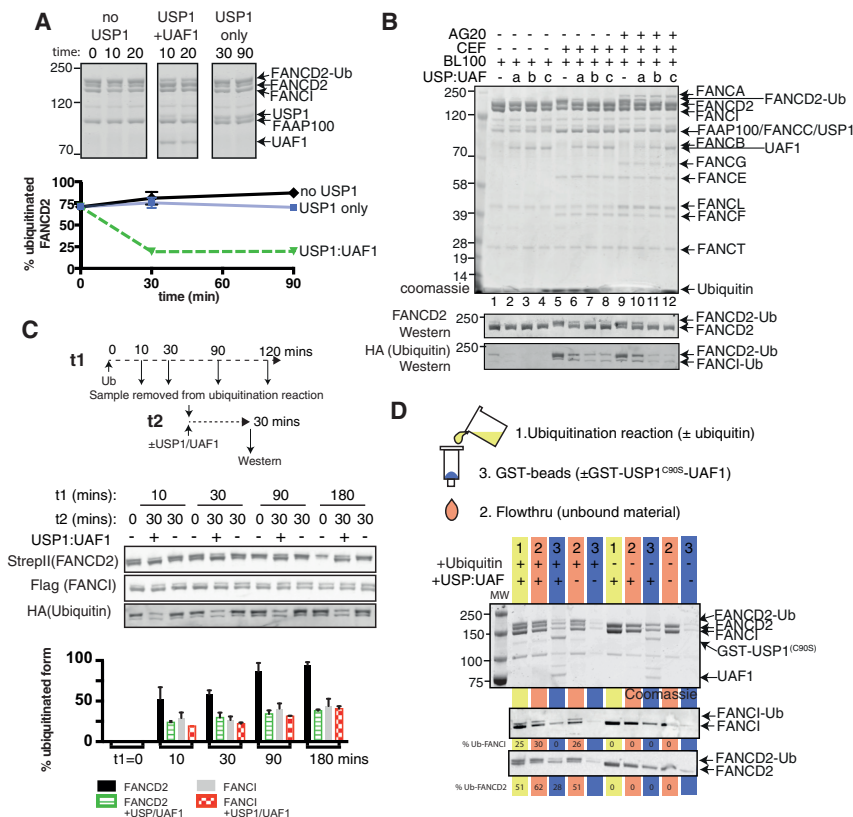 A
no
USP1
USP1
+UAF1
USP1
only
time: 0 10 20 10 20 30 90
250
120
70
FANCD2-Ub
FANCD2
FANCI
USP1
FAAP100
UAF1
% ubiquitinated
FANCD2
100
75
50
25
0
0 30 60 90
time (min)
no USP1
USP1 only
USP1:UAF1
B
AG20 - - - - - - - - + + + +
CEF - - - - + + + + + + + +
BL100 + + + + + + + + + + + +
USP:UAF - a b c - a b c - a b c
250
120
70
58
39
28
19
14
coomassie
FANCA
FANCD2-Ub
FANCD2
FANCI
FAAP100/FANCC/USP1
FANCB
UAF1
FANCG
FANCE
FANCL
FANCF
FANCT
Ubiquitin
1 2 3 4 5 6 7 8 9 10 11 12
FANCD2
Western
250
FANCD2-Ub
FANCD2
HA (Ubiquitin)
Western
250
FANCD2-Ub
FANCI-Ub
C
t1 0 10 30 90 120 mins
Ub
Sample removed from ubiquitination reaction
t2 30 mins
±USP1/UAF1
Western
t1 (mins): 10 30 90 180
t2 (mins): 0 30 30 0 30 30 0 30 30 0 30 30
USP1:UAF1 - + - - + - - + - - + -
StrepII(FANCD2)
Flag (FANCI)
HA(Ubiquitin)
% ubiquitinated form
100
50
0
t1=0 10 30 90 180 mins
FANCD2
FANCD2
+USP/UAF1
FANCI
FANCI
+USP1/UAF1
D
1.Ubiquitination reaction (± ubiquitin)
3. GST-beads (±GST-USP1C90S-UAF1)
2. Flowthru (unbound material)
1 2 3 2 3 1 2 3 2 3
+Ubiquitin + + + + + - - - - -
+USP:UAF + + + - - + + + - -
MW
250
150
100
75
FANCD2-Ub
FANCD2
FANCI
GST-USP1(C90S)
UAF1
Coomassie
FANCI-Ub
FANCI
% Ub-FANCI 25 30 0 26 0 0 0 0
FANCD2-Ub
FANCD2
% Ub-FANCD2 51 62 28 51 0 0 0 0